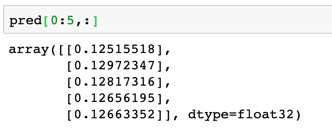 pred[0:5,:]
array([[0.12515518],
[0.12972347],
[0.12817316],
[0.12656195],
[0.12663352]], dtype=float32)